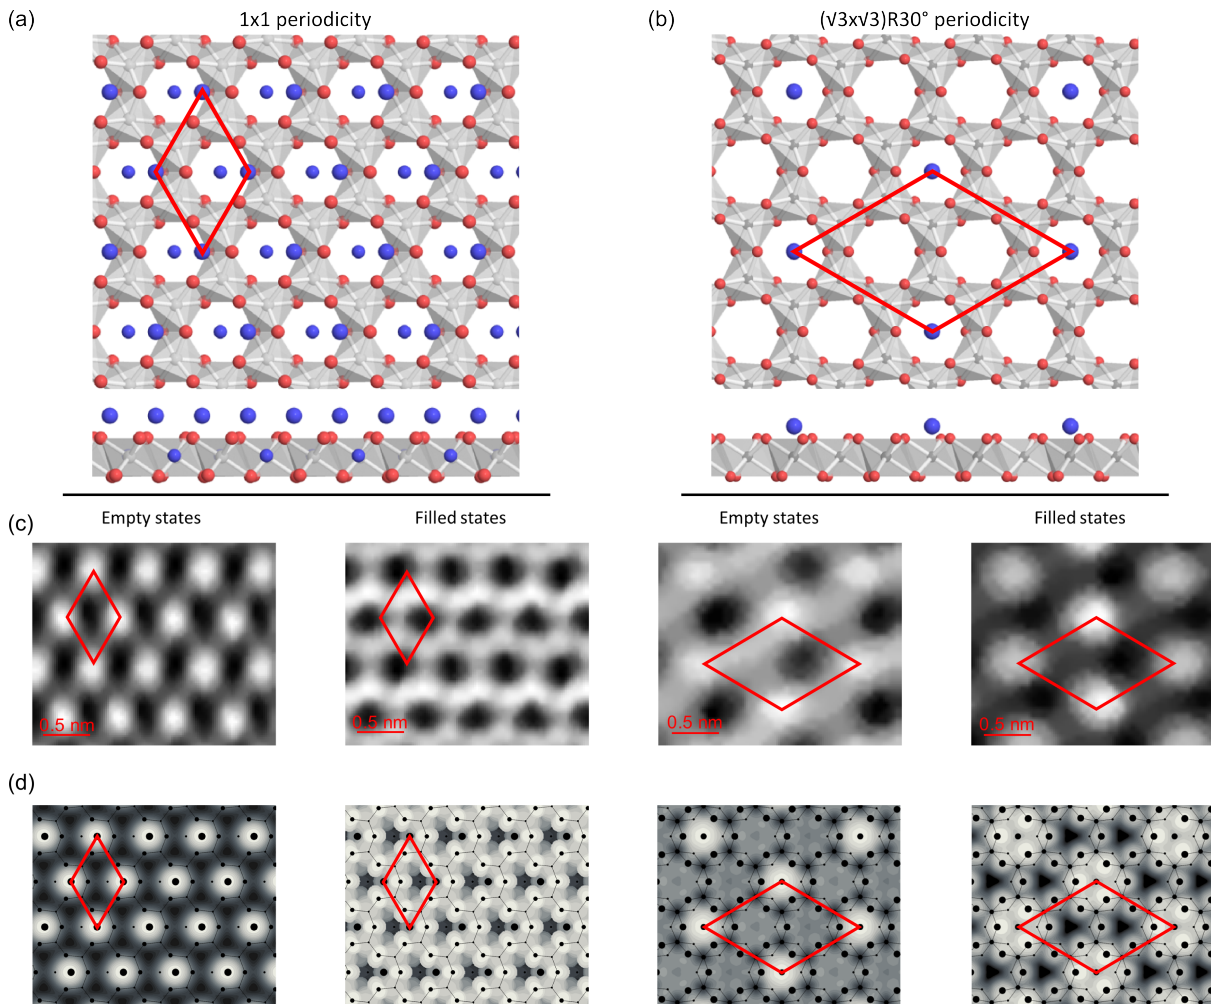 (a) 1x1 periodicity
(b) (√3x√3)R30° periodicity
(c) Empty states Filled states Empty states Filled states
0.5 nm 0.5 nm 0.5 nm 0.5 nm
(d)